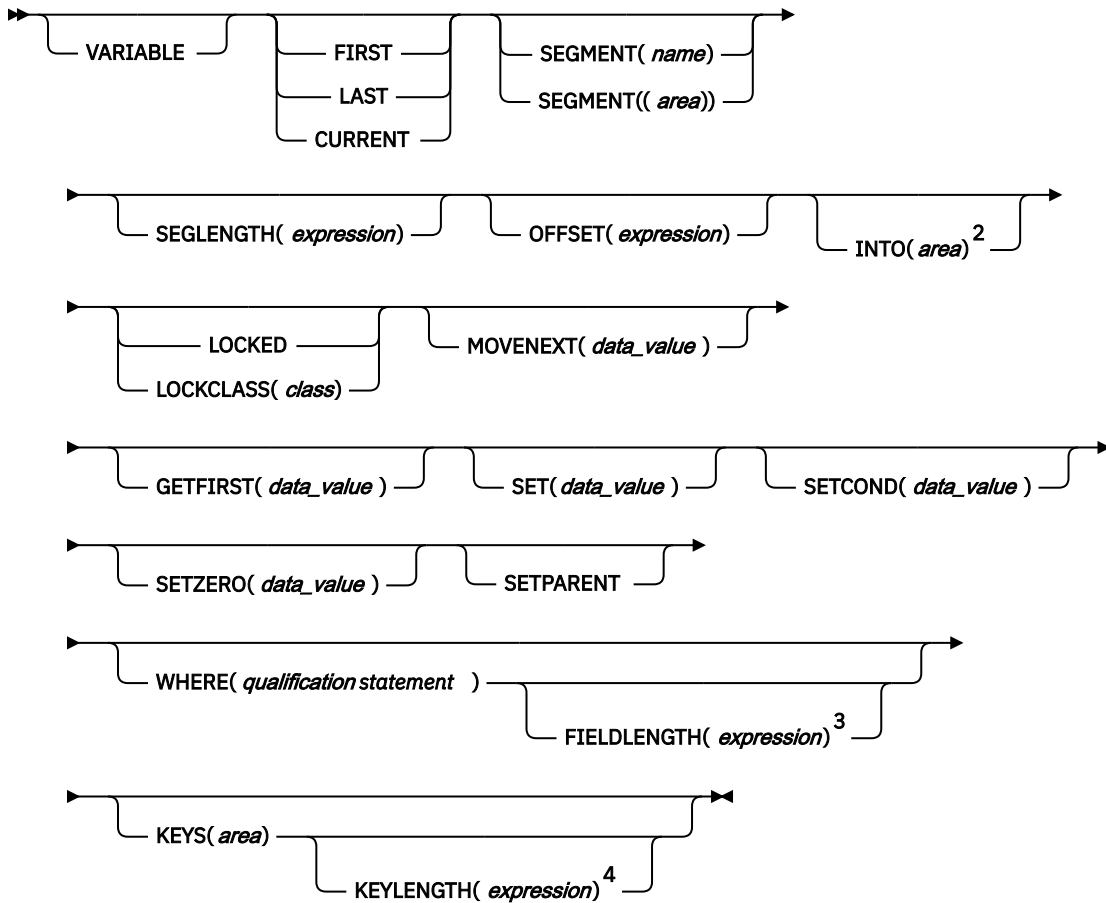 VARIABLE
FIRST
LAST
CURRENT
SEGMENT( name)
SEGMENT(( area))
SEGLENGTH( expression) OFFSET( expression) INTO( area) 2
LOCKED
LOCKCLASS( class)
MOVENEXT( data_value )
GETFIRST( data_value ) SET( data_value ) SETCOND( data_value )
SETZERO( data_value ) SETPARENT
WHERE( qualification statement )
FIELDLENGTH( expression) 3
KEYS( area)
KEYLENGTH( expression) 4